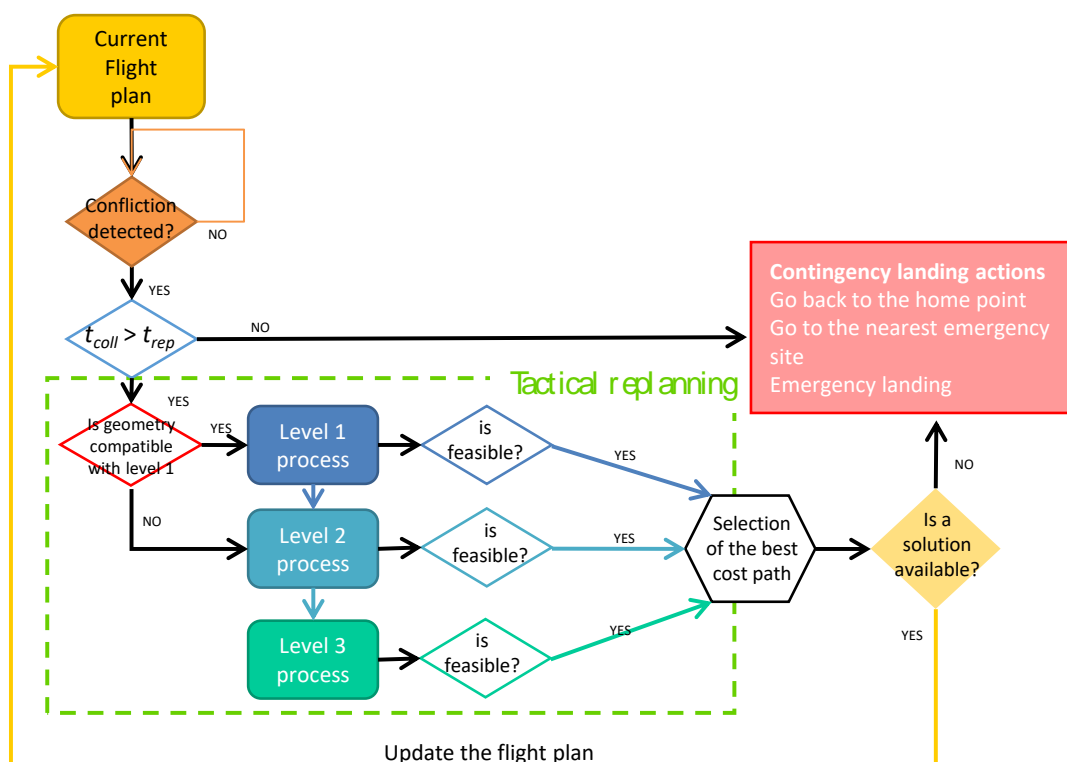 Current
Flight
plan
Confliction
detected?
NO
YES
t_coll > t_rep
NO
Contingency landing actions
Go back to the home point
Go to the nearest emergency
site
Emergency landing
Tactical replanning
YES
Is geometry
compatible
with level 1
YES
Level 1
process
is
feasible?
YES
NO
Level 2
process
is
feasible?
YES
Level 3
process
is
feasible?
YES
Selection
of the best
cost path
Is a
solution
available?
NO
YES
Update the flight plan